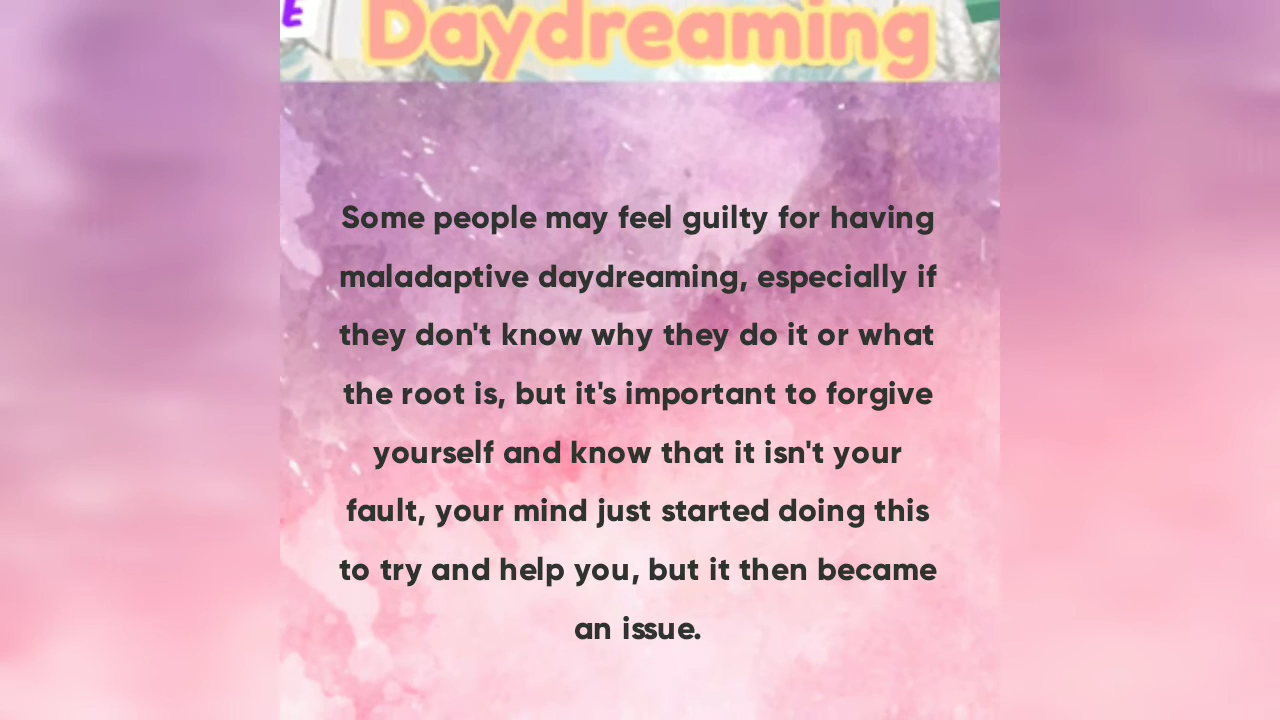 E
Daydreaming
Some people may feel guilty for having
maladaptive daydreaming, especially if
they don't know why they do it or what
the root is, but it's important to forgive
yourself and know that it isn't your
fault, your mind just started doing this
to try and help you, but it then became
an issue.